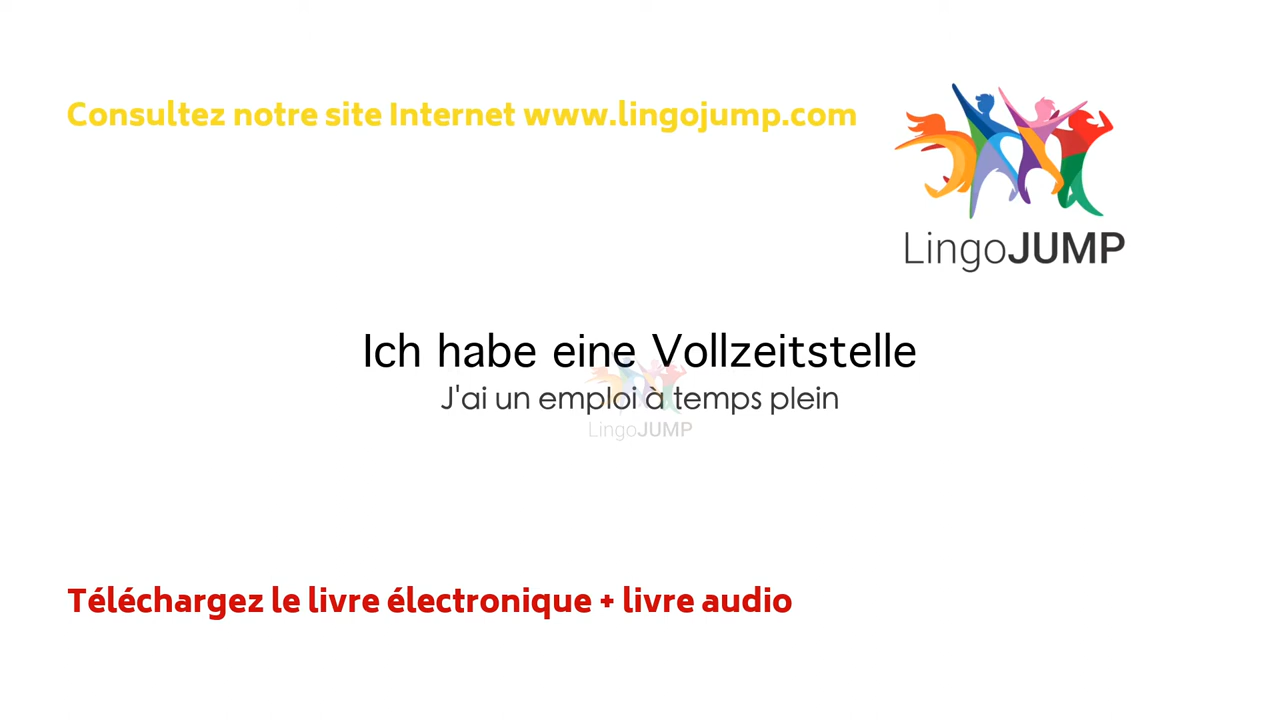 Consultez notre site Internet www.lingojump.com
LingoJUMP
Ich habe eine Vollzeitstelle
J'ai un emploi à temps plein
LingoJUMP
Téléchargez le livre électronique + livre audio